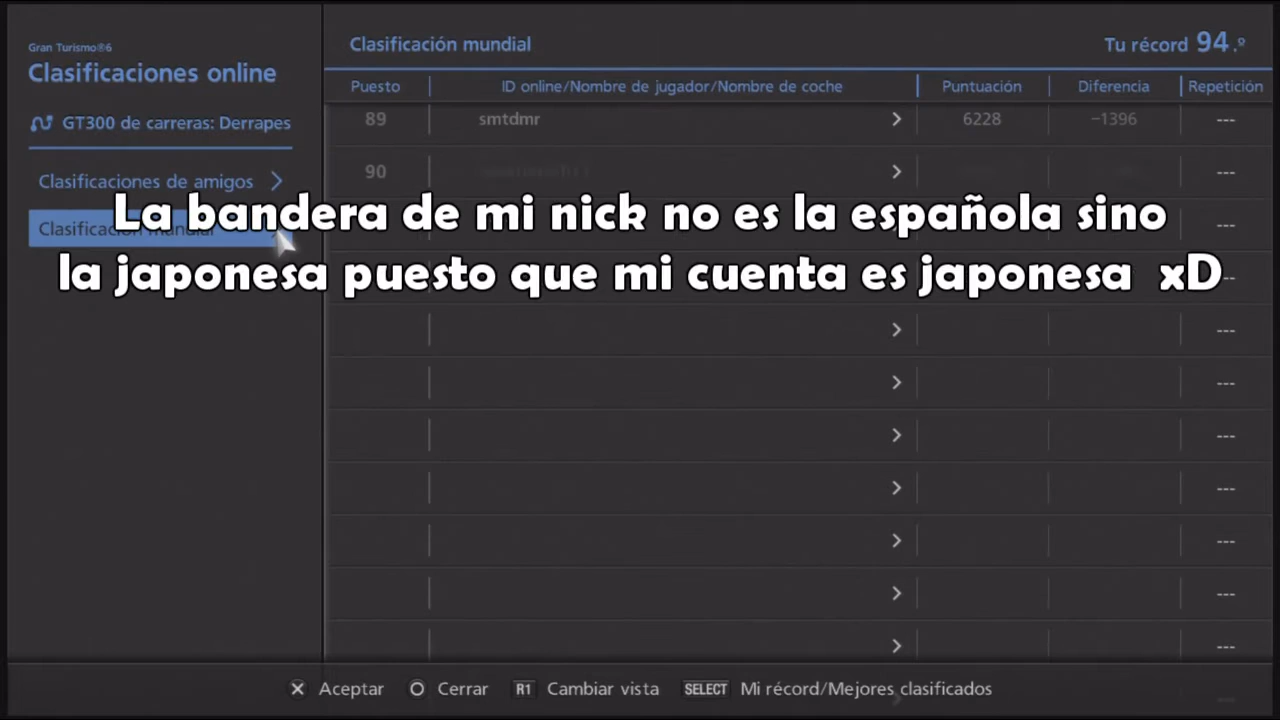 Gran Turismo®6
Clasificaciones online
GT300 de carreras: Derrapes
Clasificaciones de amigos
Clasificación mundial
Clasificación mundial
Tu récord 94.º
Puesto ID online/Nombre de jugador/Nombre de coche Puntuación Diferencia Repetición
89 smtdmr 6228 −1396 ---
90 ---
La bandera de mi nick no es la española sino
la japonesa puesto que mi cuenta es japonesa xD
---
---
---
---
---
---
---
---
---
Aceptar Cerrar R1 Cambiar vista SELECT Mi récord/Mejores clasificados